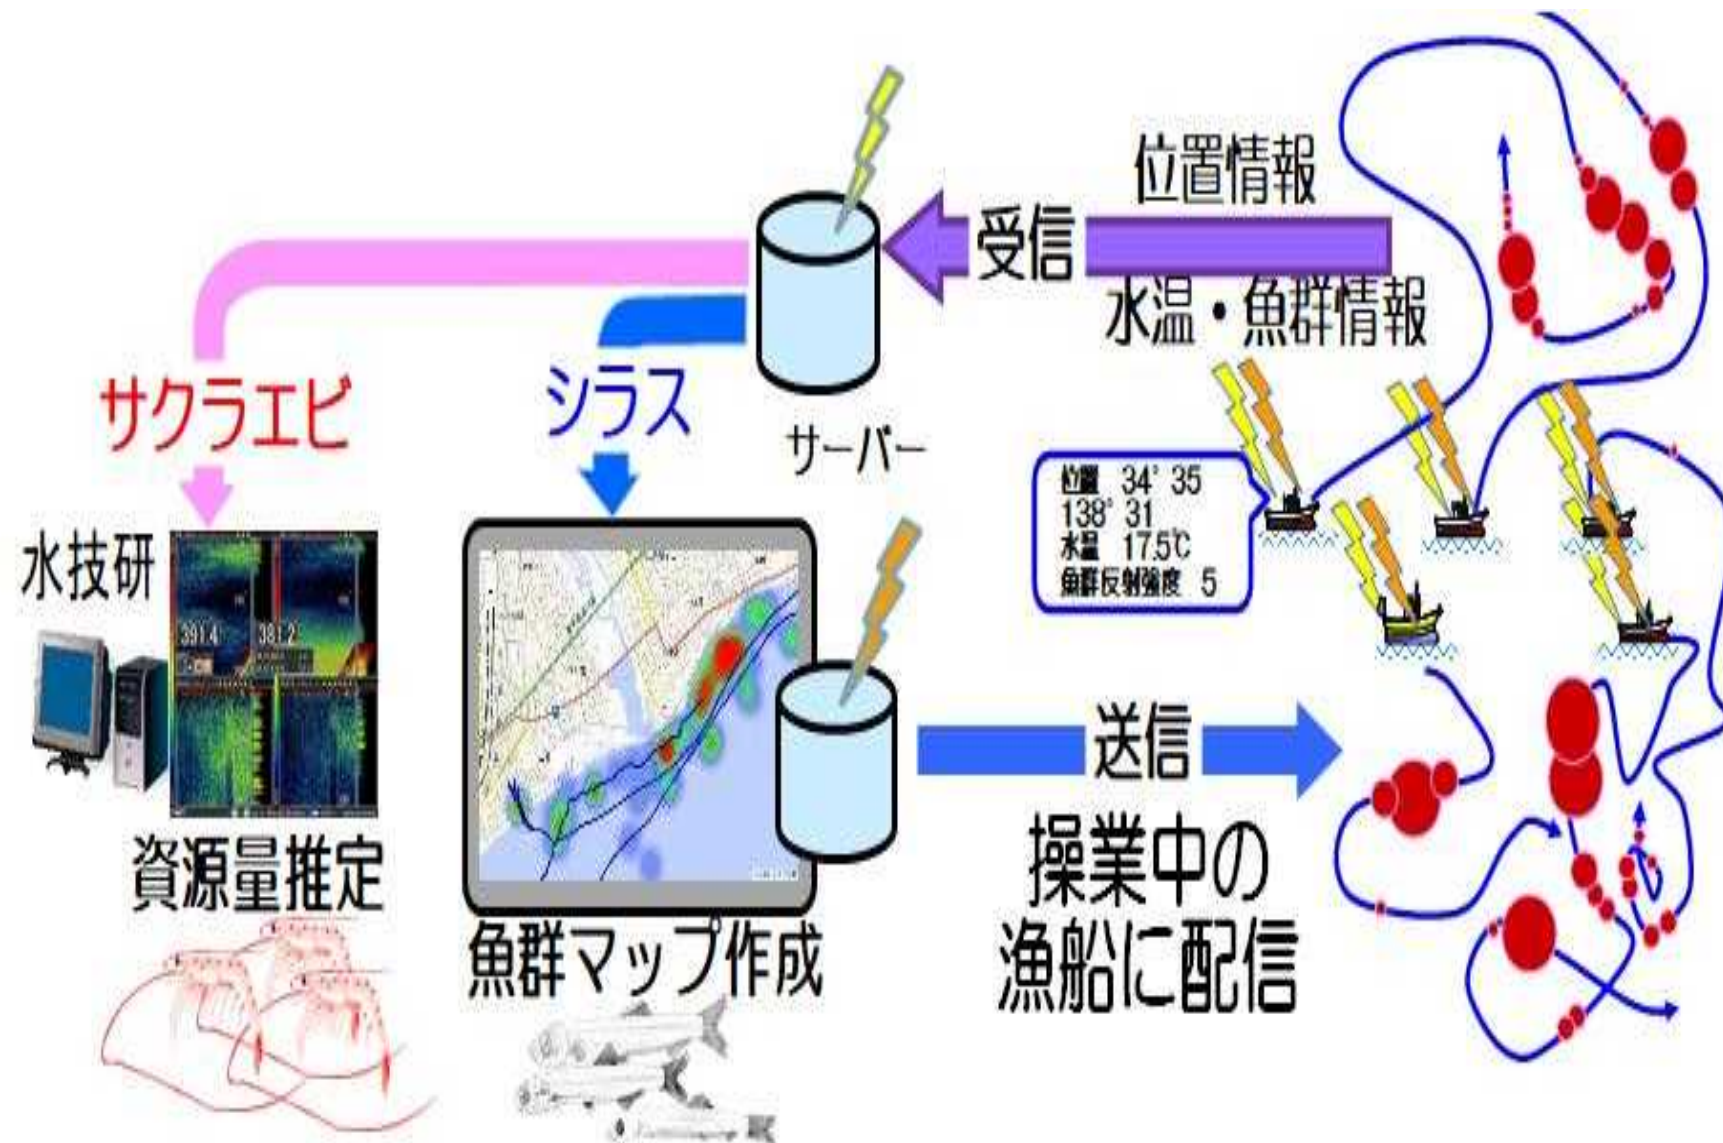 位置情報
受信
水温・魚群情報
サクラエビ
シラス
サーバー
位置 34° 35
138° 31
水温 17.5℃
魚群反射強度 5
水技研
391.4
381.2
送信
資源量推定
魚群マップ作成
操業中の
漁船に配信